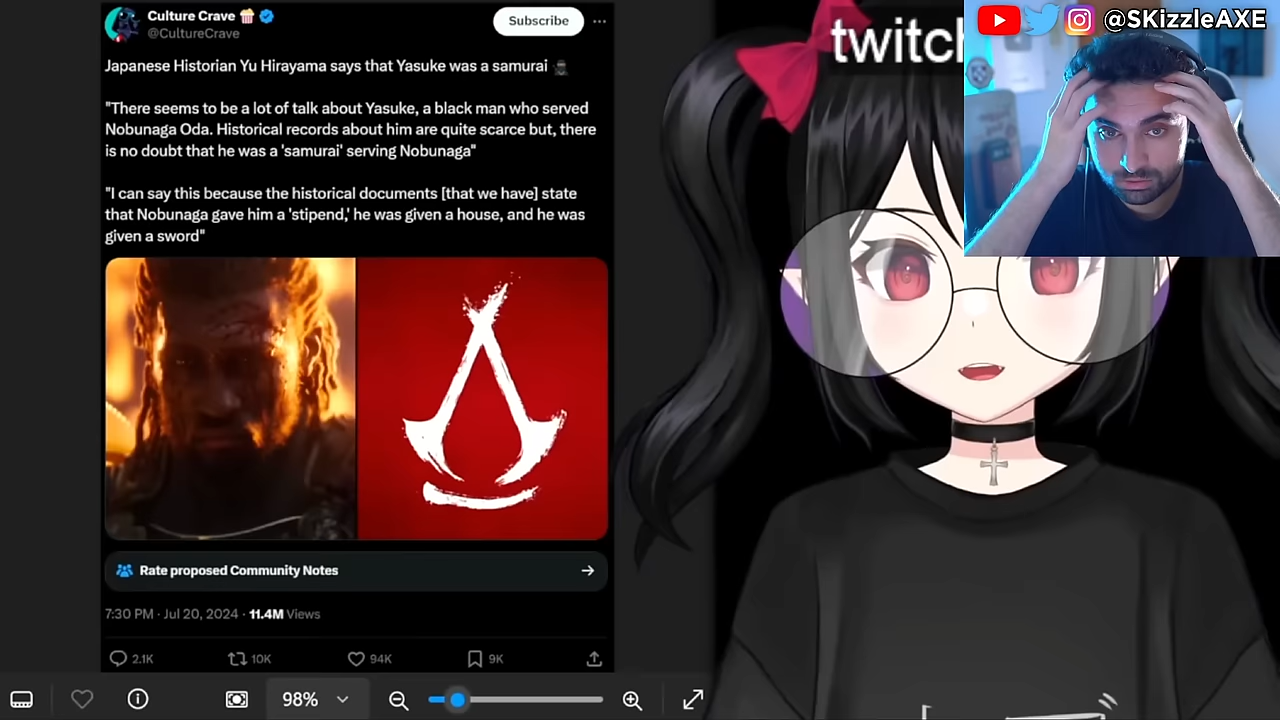 Culture Crave
@CultureCrave
Subscribe
Japanese Historian Yu Hirayama says that Yasuke was a samurai
"There seems to be a lot of talk about Yasuke, a black man who served
Nobunaga Oda. Historical records about him are quite scarce but, there
is no doubt that he was a 'samurai' serving Nobunaga"
"I can say this because the historical documents [that we have] state
that Nobunaga gave him a 'stipend,' he was given a house, and he was
given a sword"
Rate proposed Community Notes
7:30 PM · Jul 20, 2024 · 11.4M Views
2.1K
10K
94K
9K
98%
twitch
@SKizzleAXE